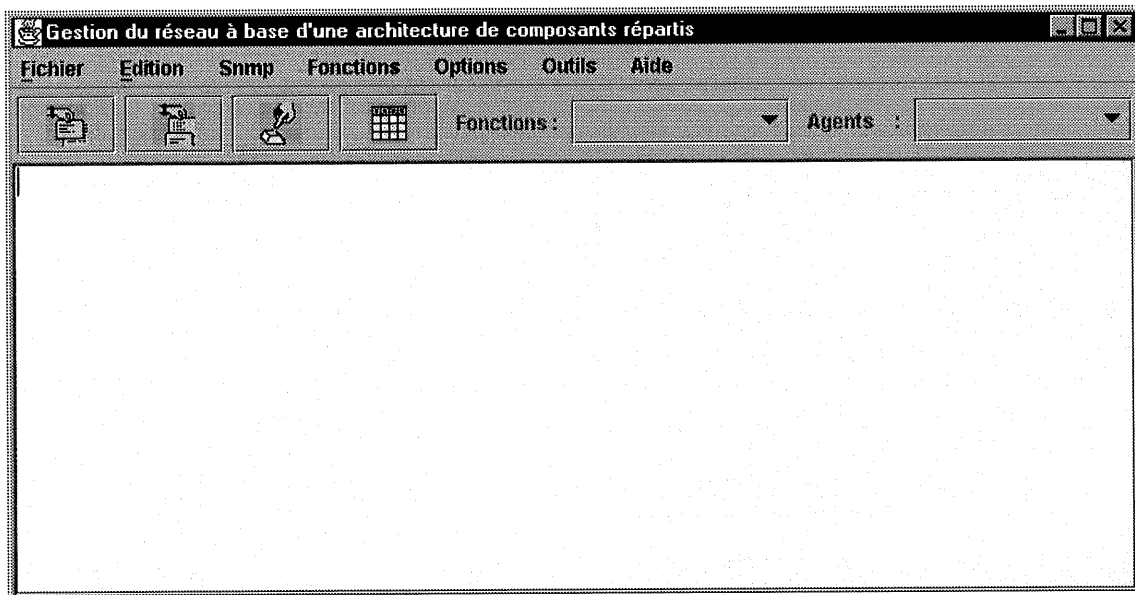 Gestion du réseau à base d'une architecture de composants répartis
Fichier Edition Snmp Fonctions Options Outils Aide
Fonctions : Agents :